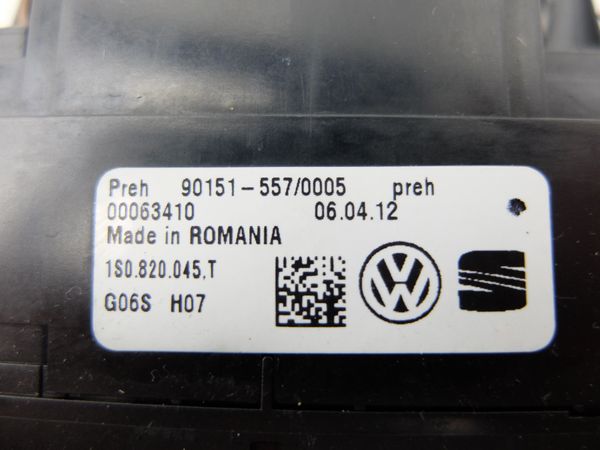 Preh 90151-557/0005 preh
00063410 06.04.12
Made in ROMANIA
1S0.820.045.T
G06S H07